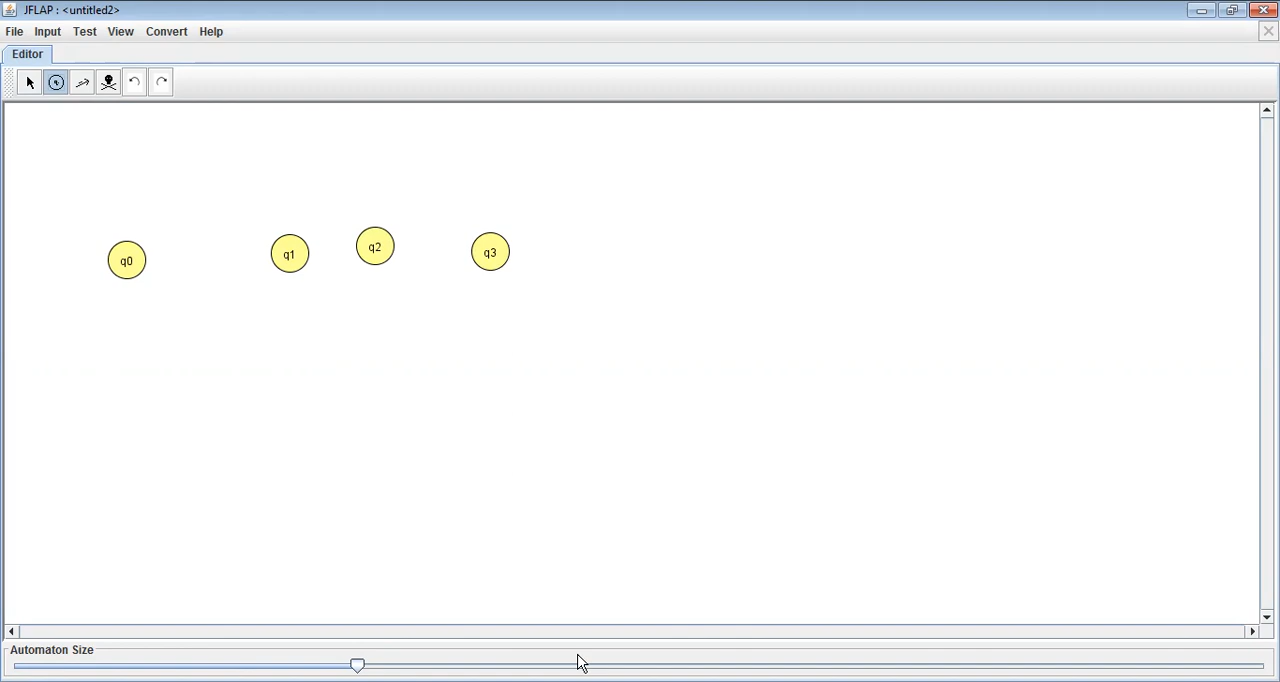 JFLAP : <untitled2>
File Input Test View Convert Help
Editor
q0 q1 q2 q3
Automaton Size